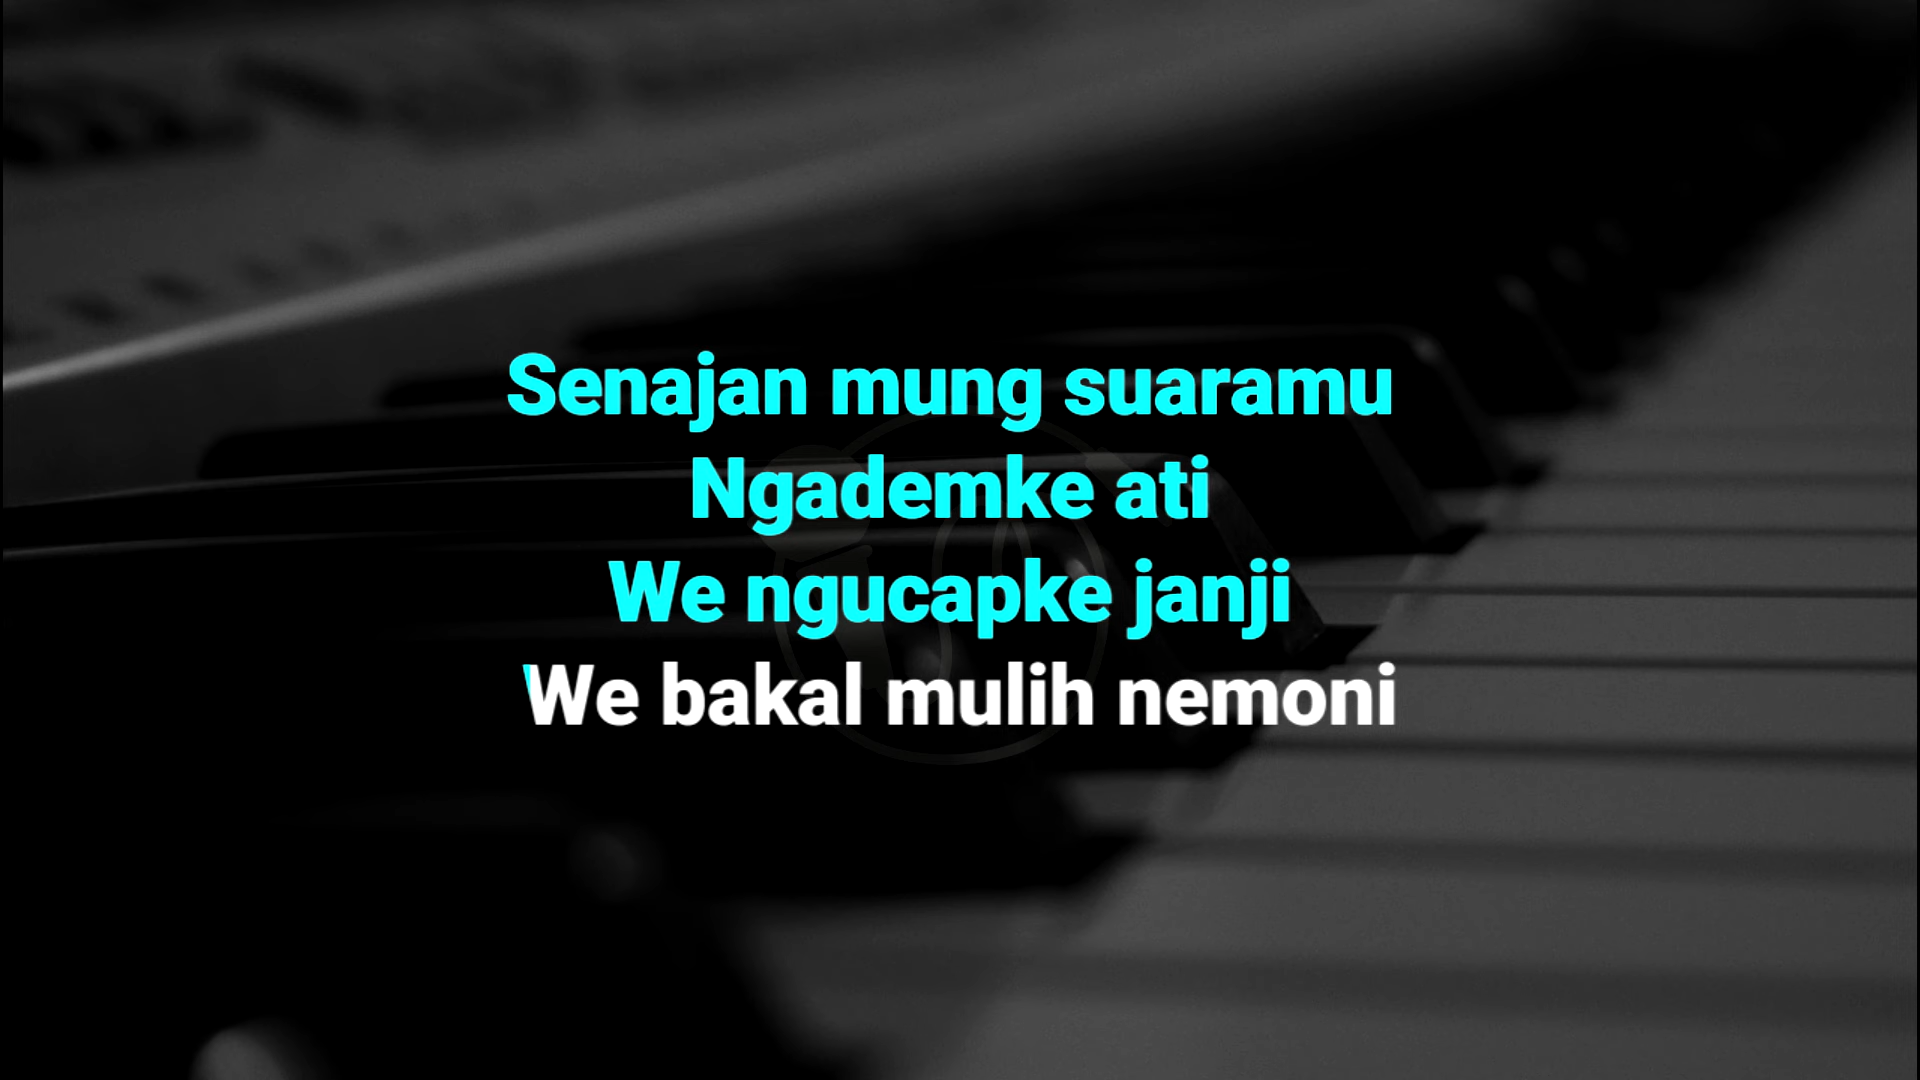 Senajan mung suaramu
Ngademke ati
We ngucapke janji
We bakal mulih nemoni